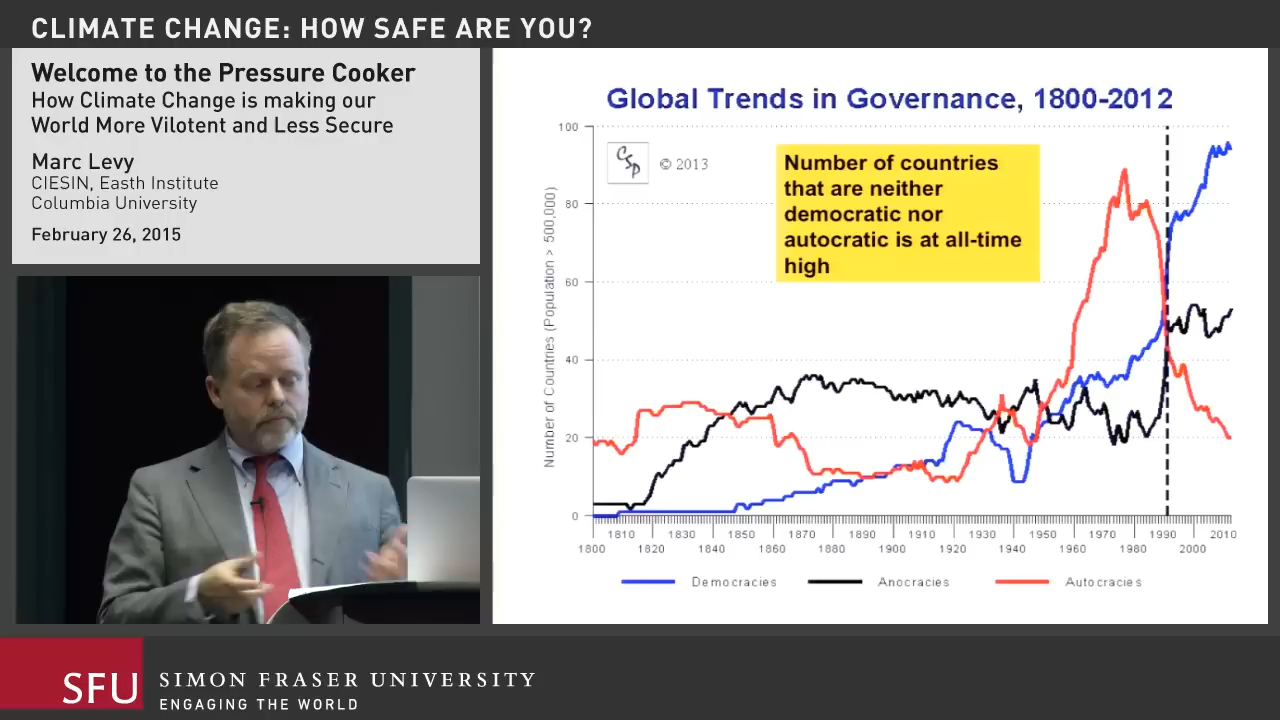 CLIMATE CHANGE: HOW SAFE ARE YOU?
Welcome to the Pressure Cooker
How Climate Change is making our
World More Vilotent and Less Secure
Marc Levy
CIESIN, Easth Institute
Columbia University
February 26, 2015
Global Trends in Governance, 1800-2012
CSP
© 2013
Number of countries
that are neither
democratic nor
autocratic is at all-time
high
Number of Countries (Population > 500,000)
100
80
60
40
20
0
1810 1830 1850 1870 1890 1910 1930 1950 1970 1990 2010
1800 1820 1840 1860 1880 1900 1920 1940 1960 1980 2000
Democracies Anocracies Autocracies
SFU
SIMON FRASER UNIVERSITY
ENGAGING THE WORLD